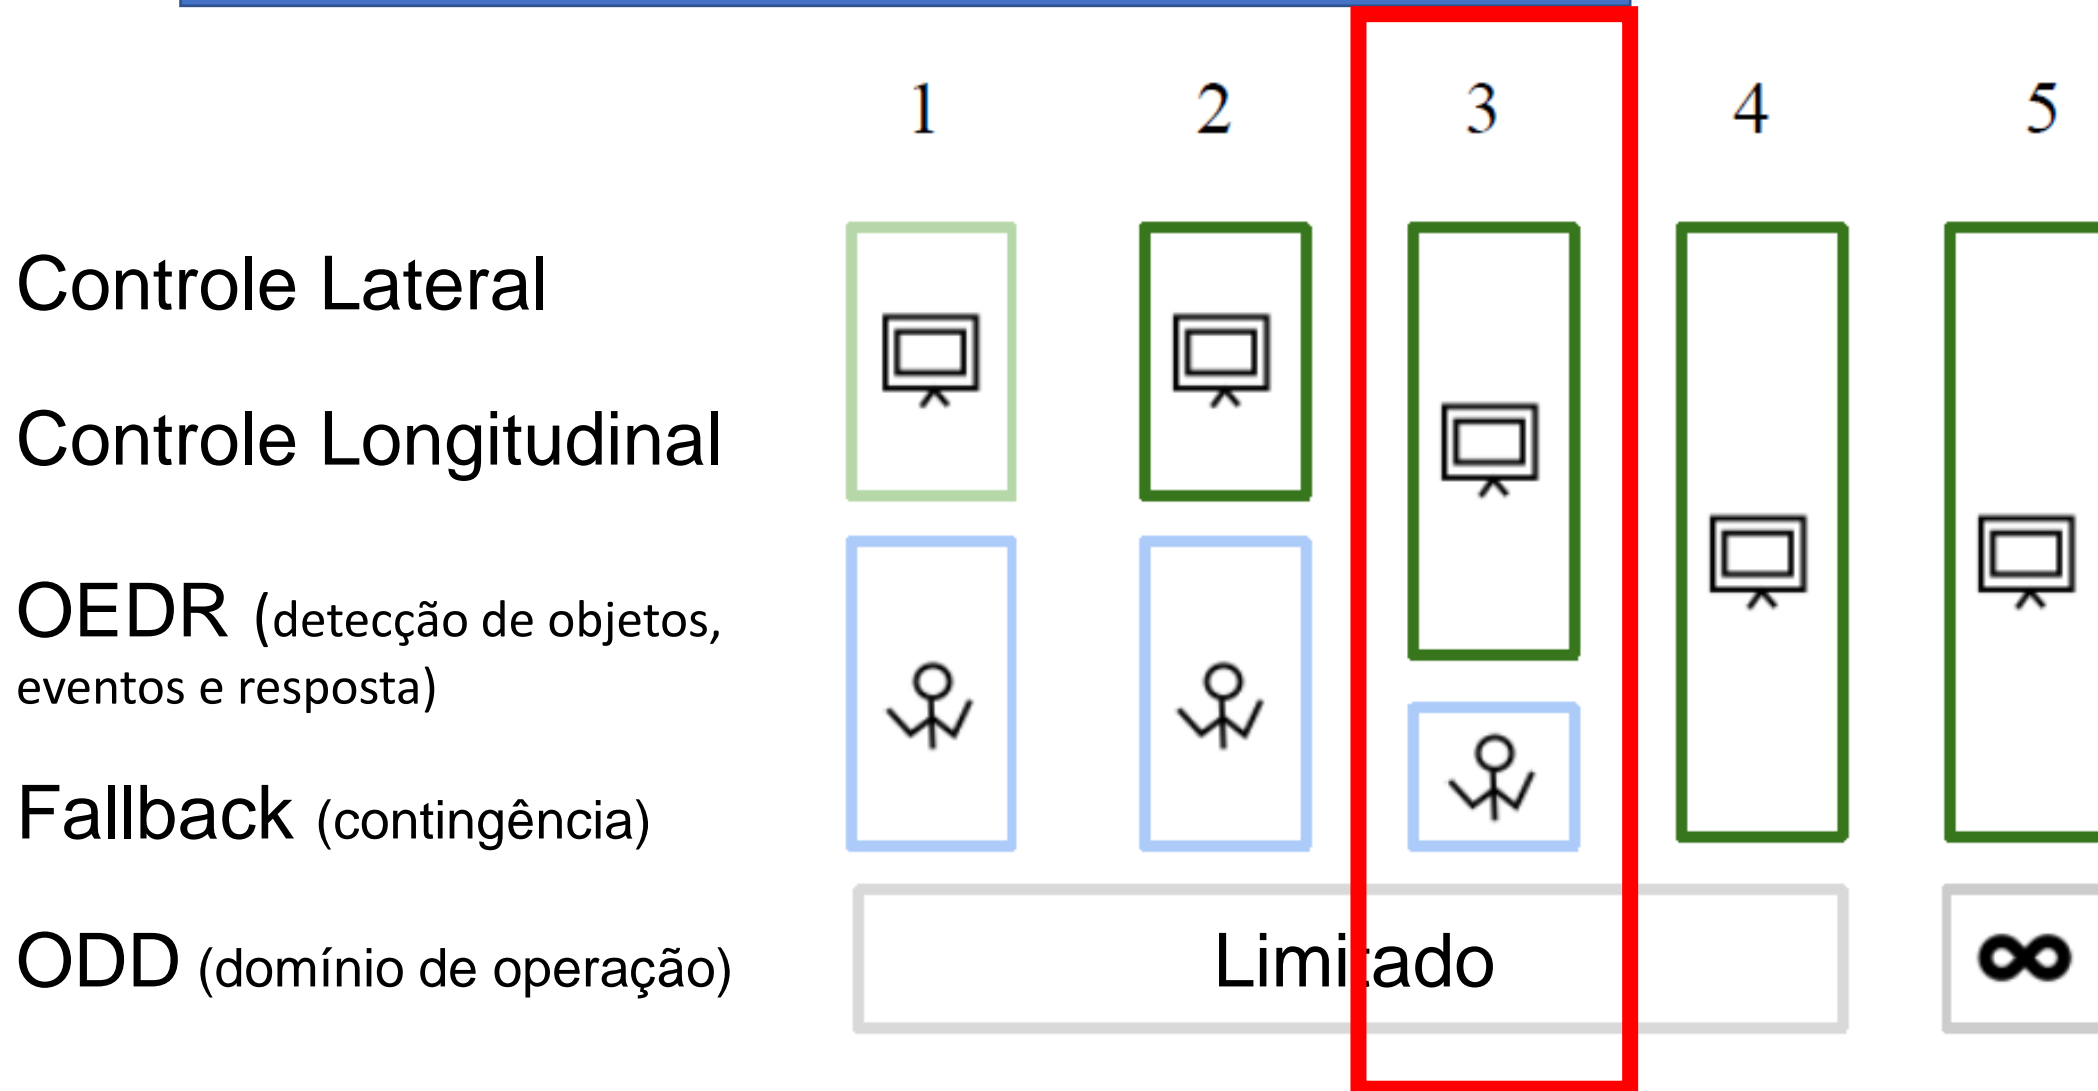 1 2 3 4 5
Controle Lateral
Controle Longitudinal
OEDR (detecção de objetos,
eventos e resposta)
Fallback (contingência)
ODD (domínio de operação) Limitado ∞